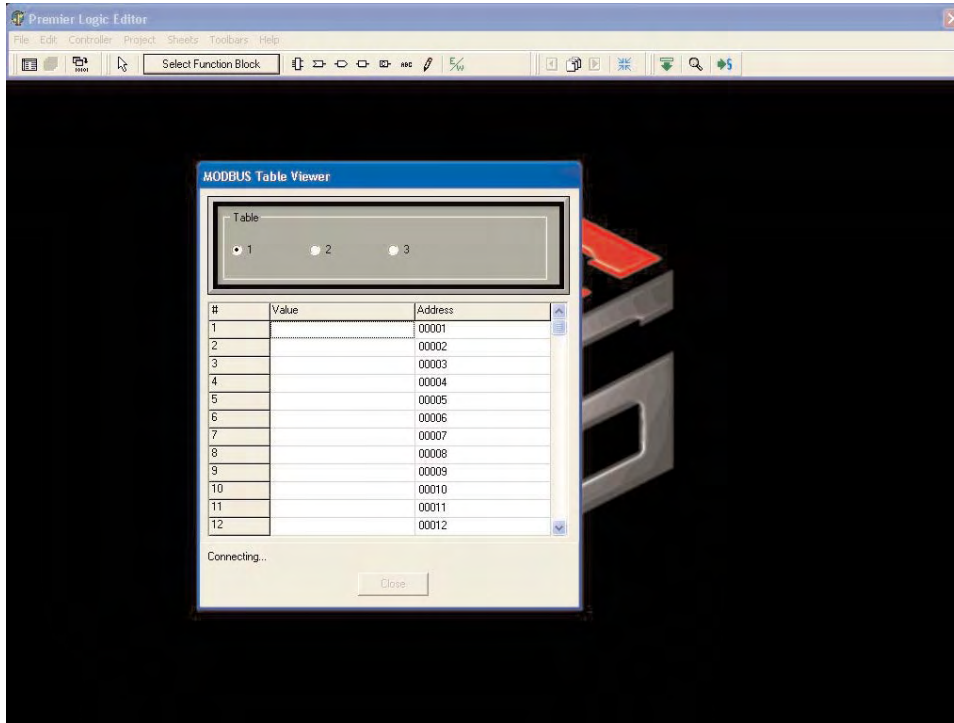 Premier Logic Editor
File Edit Controller Project Sheets Toolbars Help
Select Function Block ABC E/W S
MODBUS Table Viewer
Table
1 2 3
# Value Address
1 00001
2 00002
3 00003
4 00004
5 00005
6 00006
7 00007
8 00008
9 00009
10 00010
11 00011
12 00012
Connecting...
Close